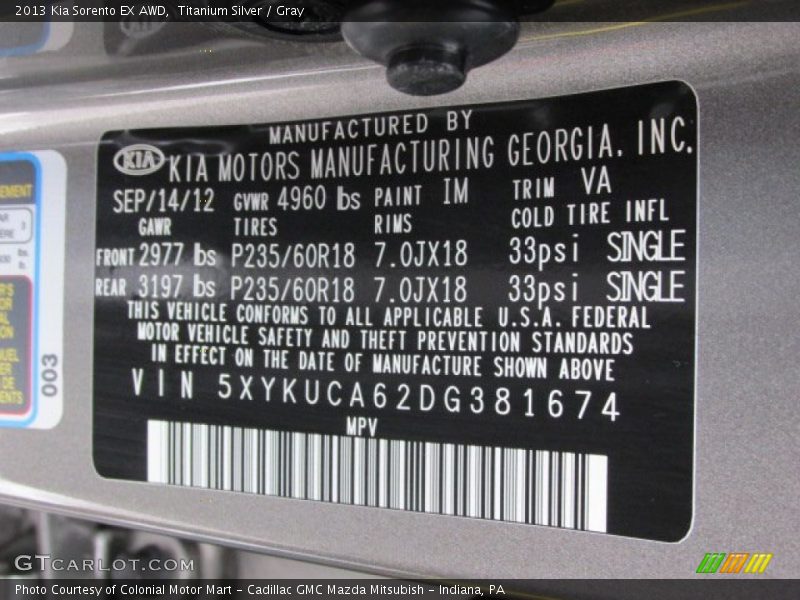 2013 Kia Sorento EX AWD,  Titanium Silver / Gray
MANUFACTURED BY
KIA KIA MOTORS MANUFACTURING GEORGIA, INC.
SEP/14/12 GVWR 4960 lbs PAINT IM TRIM VA
GAWR TIRES RIMS COLD TIRE INFL
FRONT 2977 lbs P235/60R18 7.0JX18 33psi SINGLE
REAR 3197 lbs P235/60R18 7.0JX18 33psi SINGLE
THIS VEHICLE CONFORMS TO ALL APPLICABLE U.S.A. FEDERAL
MOTOR VEHICLE SAFETY AND THEFT PREVENTION STANDARDS
IN EFFECT ON THE DATE OF MANUFACTURE SHOWN ABOVE
VIN 5XYKUCA62DG381674
MPV
003
GTCARLOT.COM
Photo Courtesy of Colonial Motor Mart – Cadillac GMC Mazda Mitsubish – Indiana, PA